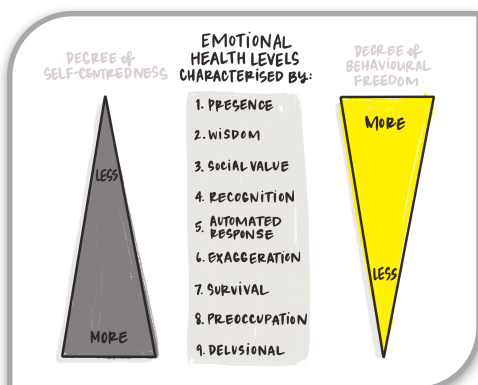 DEGREE of
SELF-CENTREDNESS
LESS
MORE
EMOTIONAL
HEALTH LEVELS
CHARACTERISED BY:
1. PRESENCE
2. WISDOM
3. SOCIAL VALUE
4. RECOGNITION
5. AUTOMATED
RESPONSE
6. EXAGGERATION
7. SURVIVAL
8. PREOCCUPATION
9. DELUSIONAL
DEGREE of
BEHAVIOURAL
FREEDOM
MORE
LESS